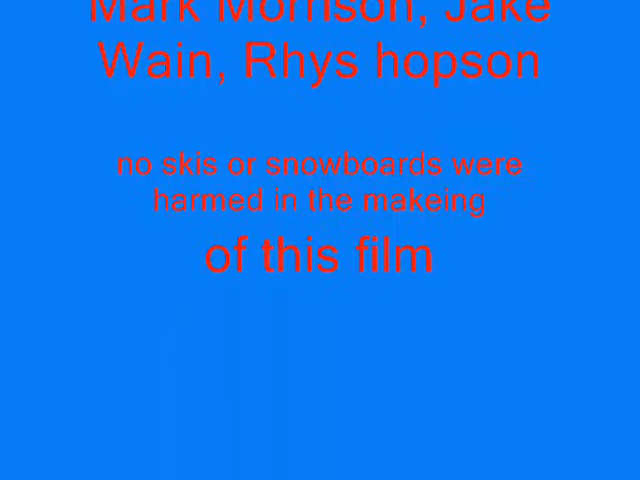 Mark Morrison, Jake
Wain, Rhys hopson
no skis or snowboards were
harmed in the makeing
of this film